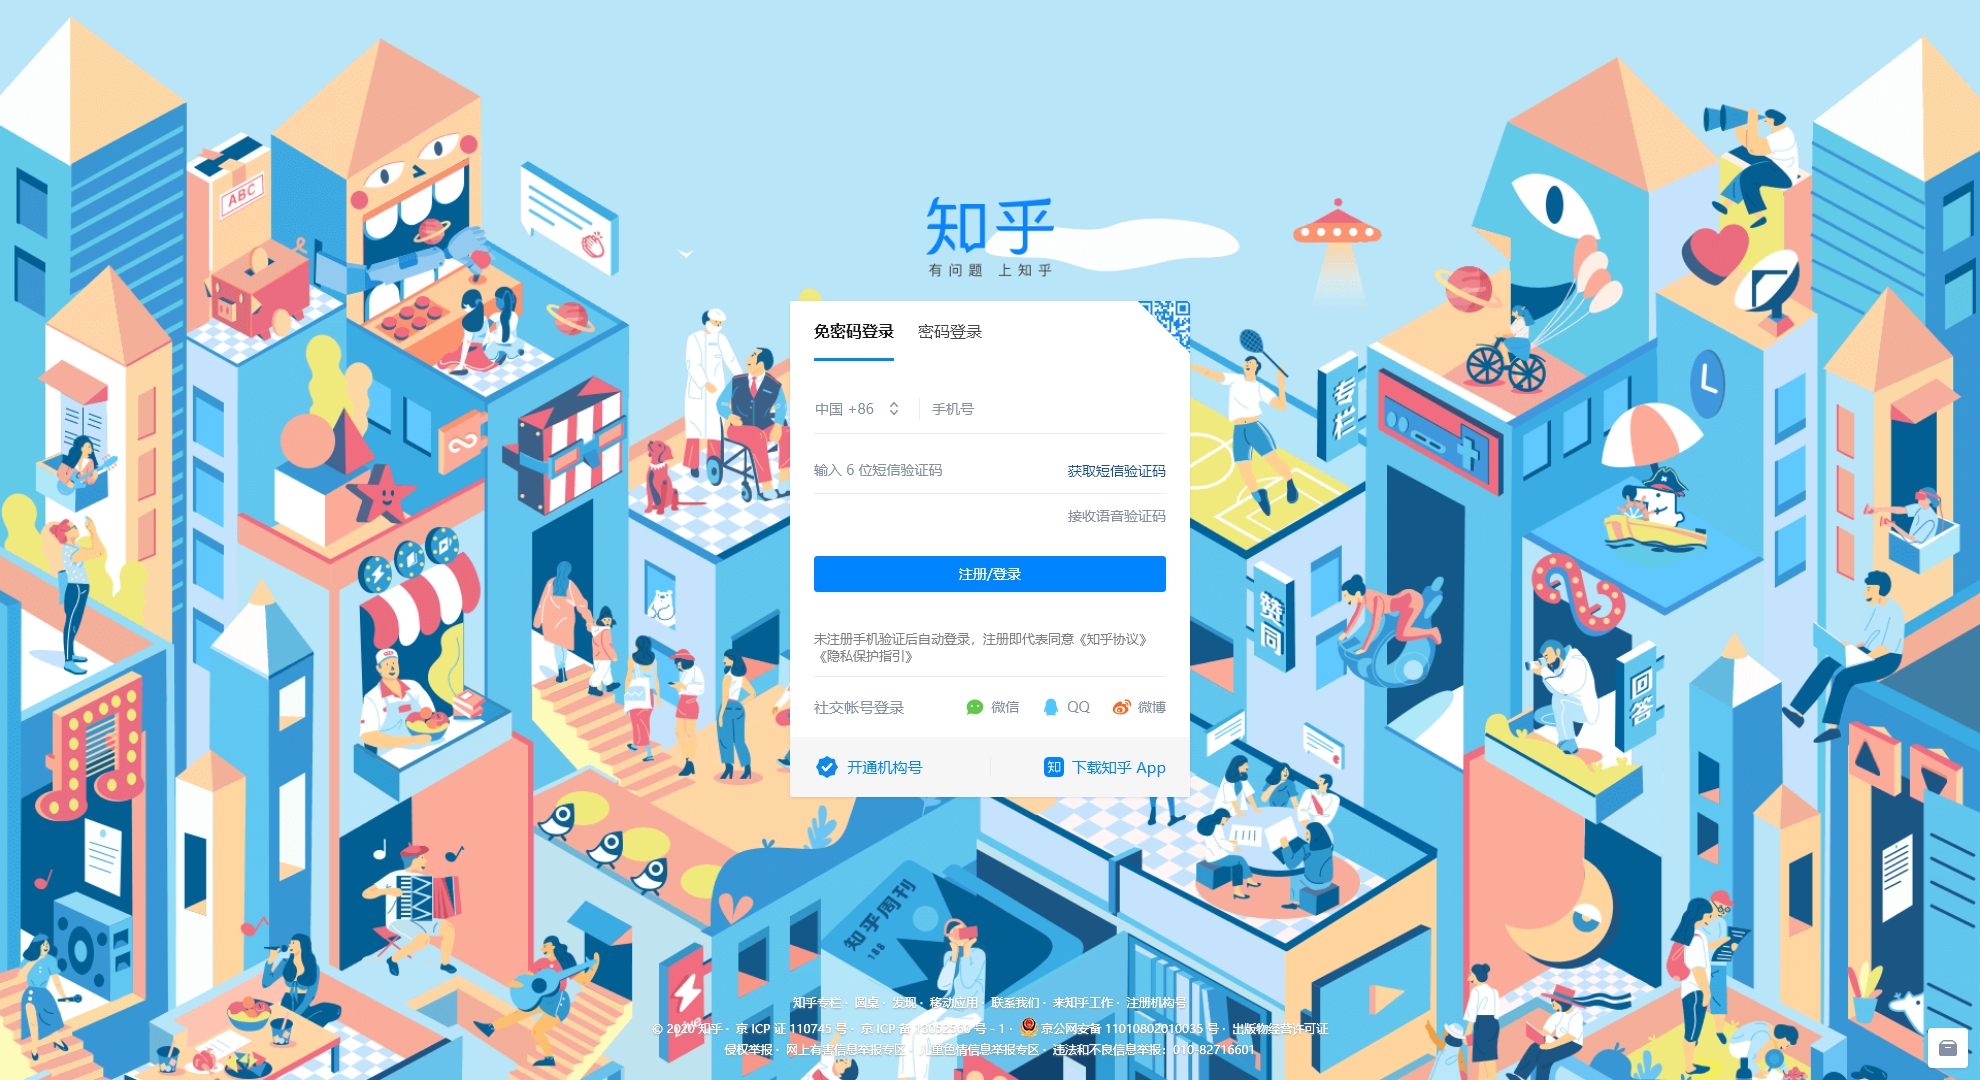 ABC
知乎
有问题 上知乎
免密码登录 密码登录
中国 +86 手机号
输入 6 位短信验证码 获取短信验证码
接收语音验证码
注册/登录
未注册手机验证后自动登录，注册即代表同意《知乎协议》
《隐私保护指引》
社交帐号登录 微信 QQ 微博
开通机构号 知 下载知乎 App
专栏
赞同
回答
知乎周刊
188
Live
知乎专栏 · 圆桌 · 发现 · 移动应用 · 联系我们 · 来知乎工作 · 注册机构号
© 2020 知乎 · 京 ICP 证 110745 号 · 京 ICP 备 13052560 号 - 1 · 京公网安备 11010802010035 号 · 出版物经营许可证
侵权举报 · 网上有害信息举报专区 · 儿童色情信息举报专区 · 违法和不良信息举报：010-82716601